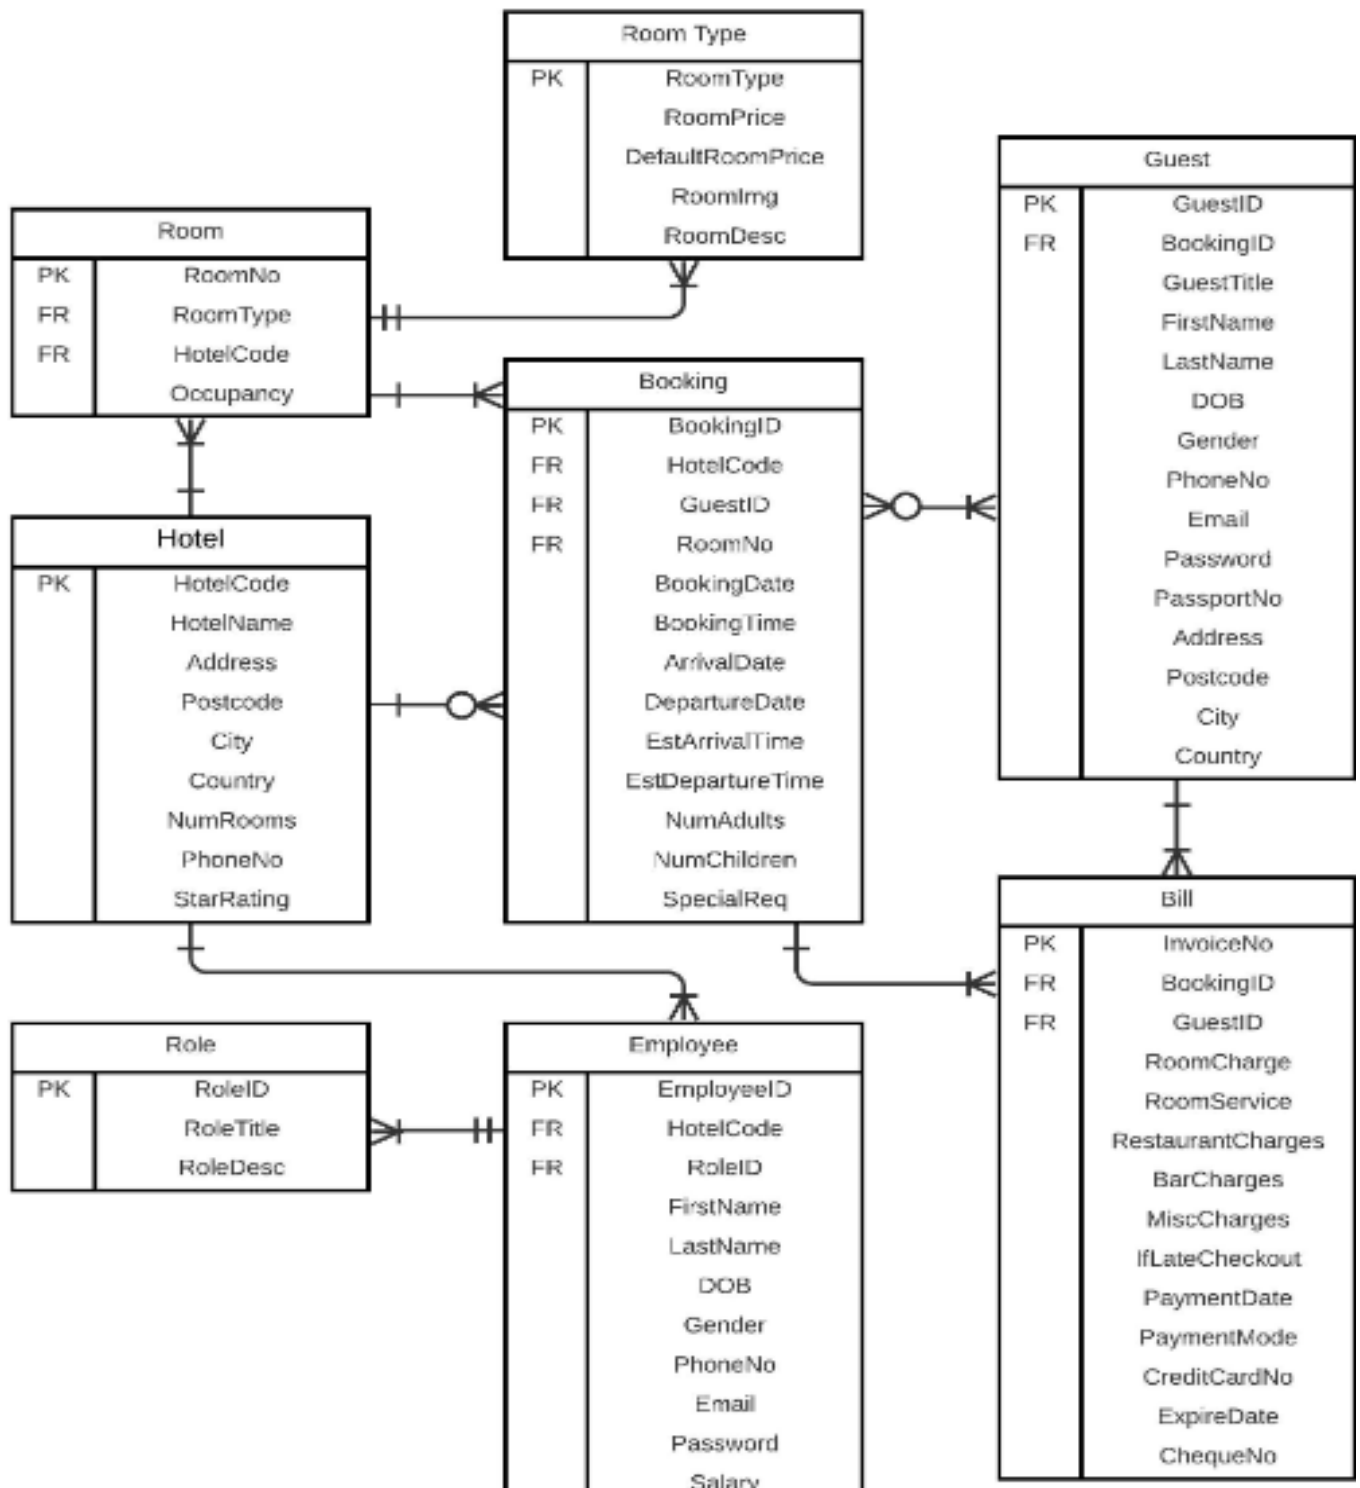 Room Type
PK RoomType
RoomPrice
DefaultRoomPrice
RoomImg
RoomDesc
Room
PK RoomNo
FR RoomType
FR HotelCode
Occupancy
Guest
PK GuestID
FR BookingID
GuestTitle
FirstName
LastName
DOB
Gender
PhoneNo
Email
Password
PassportNo
Address
Postcode
City
Country
Booking
PK BookingID
FR HotelCode
FR GuestID
FR RoomNo
BookingDate
BookingTime
ArrivalDate
DepartureDate
EstArrivalTime
EstDepartureTime
NumAdults
NumChildren
SpecialReq
Hotel
PK HotelCode
HotelName
Address
Postcode
City
Country
NumRooms
PhoneNo
StarRating
Bill
PK InvoiceNo
FR BookingID
FR GuestID
RoomCharge
RoomService
RestaurantCharges
BarCharges
MiscCharges
IfLateCheckout
PaymentDate
PaymentMode
CreditCardNo
ExpireDate
ChequeNo
Role
PK RoleID
RoleTitle
RoleDesc
Employee
PK EmployeeID
FR HotelCode
FR RoleID
FirstName
LastName
DOB
Gender
PhoneNo
Email
Password
Salary